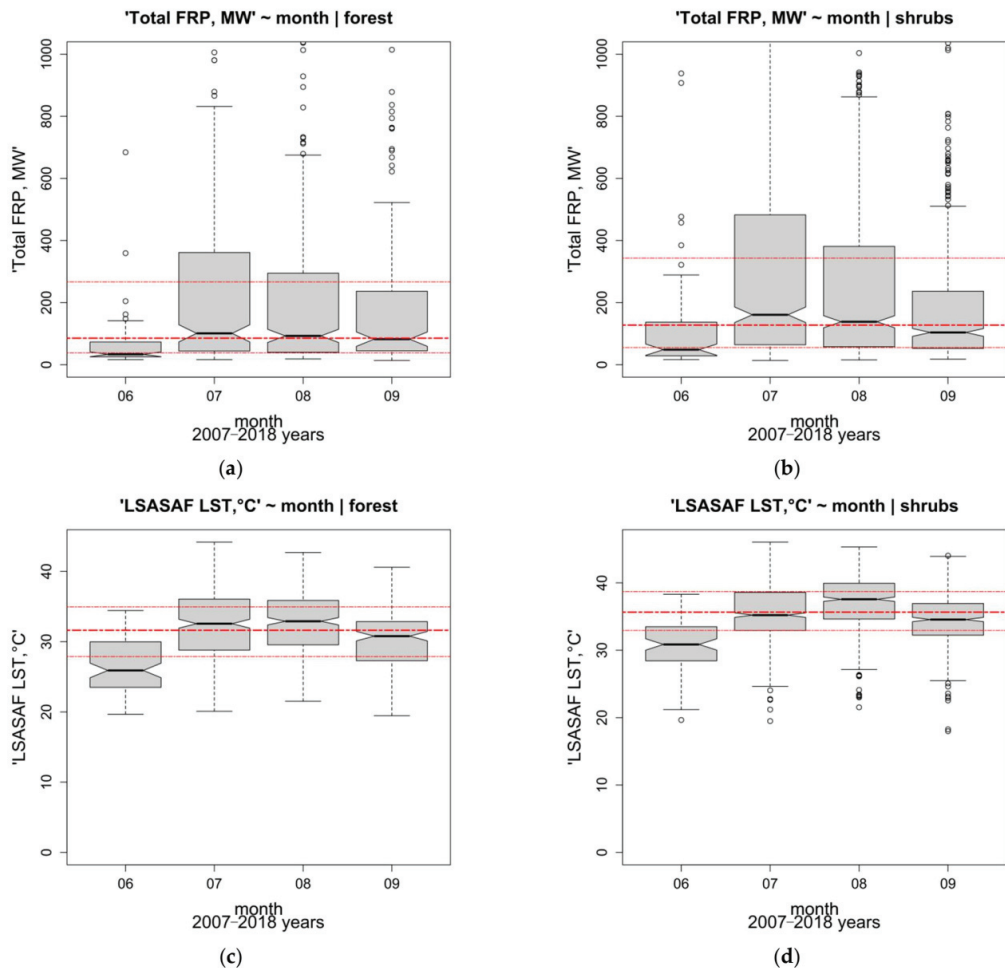 'Total FRP, MW' ~ month | forest
'Total FRP, MW'
1000
800
600
400
200
0
06 07 08 09
month
2007–2018 years
(a)
'Total FRP, MW' ~ month | shrubs
'Total FRP, MW'
1000
800
600
400
200
0
06 07 08 09
month
2007–2018 years
(b)
'LSASAF LST,°C' ~ month | forest
'LSASAF LST,°C'
40
30
20
10
0
06 07 08 09
month
2007–2018 years
(c)
'LSASAF LST,°C' ~ month | shrubs
'LSASAF LST,°C'
40
30
20
10
0
06 07 08 09
month
2007–2018 years
(d)